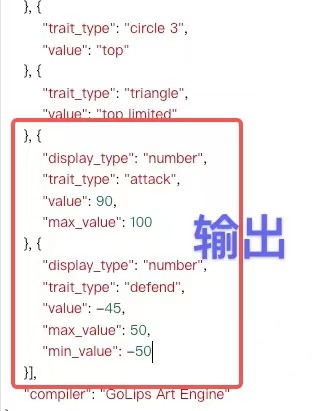 }, {
"trait_type": "circle 3",
"value": "top"
}, {
"trait_type": "triangle",
"value": "top limited"
}, {
"display_type": "number",
"trait_type": "attack",
"value": 90,
"max_value": 100
}, {
"display_type": "number",
"trait_type": "defend",
"value": –45,
"max_value": 50,
"min_value": –50
}],
"compiler": "GoLips Art Engine"
输出